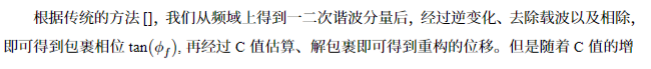 根据传统的方法[],我们从频域上得到一二次谐波分量后,经过逆变化、去除载波以及相除,
即可得到包裹相位 tan(ϕ_f),再经过 C 值估算、解包裹即可得到重构的位移。但是随着 C 值的增